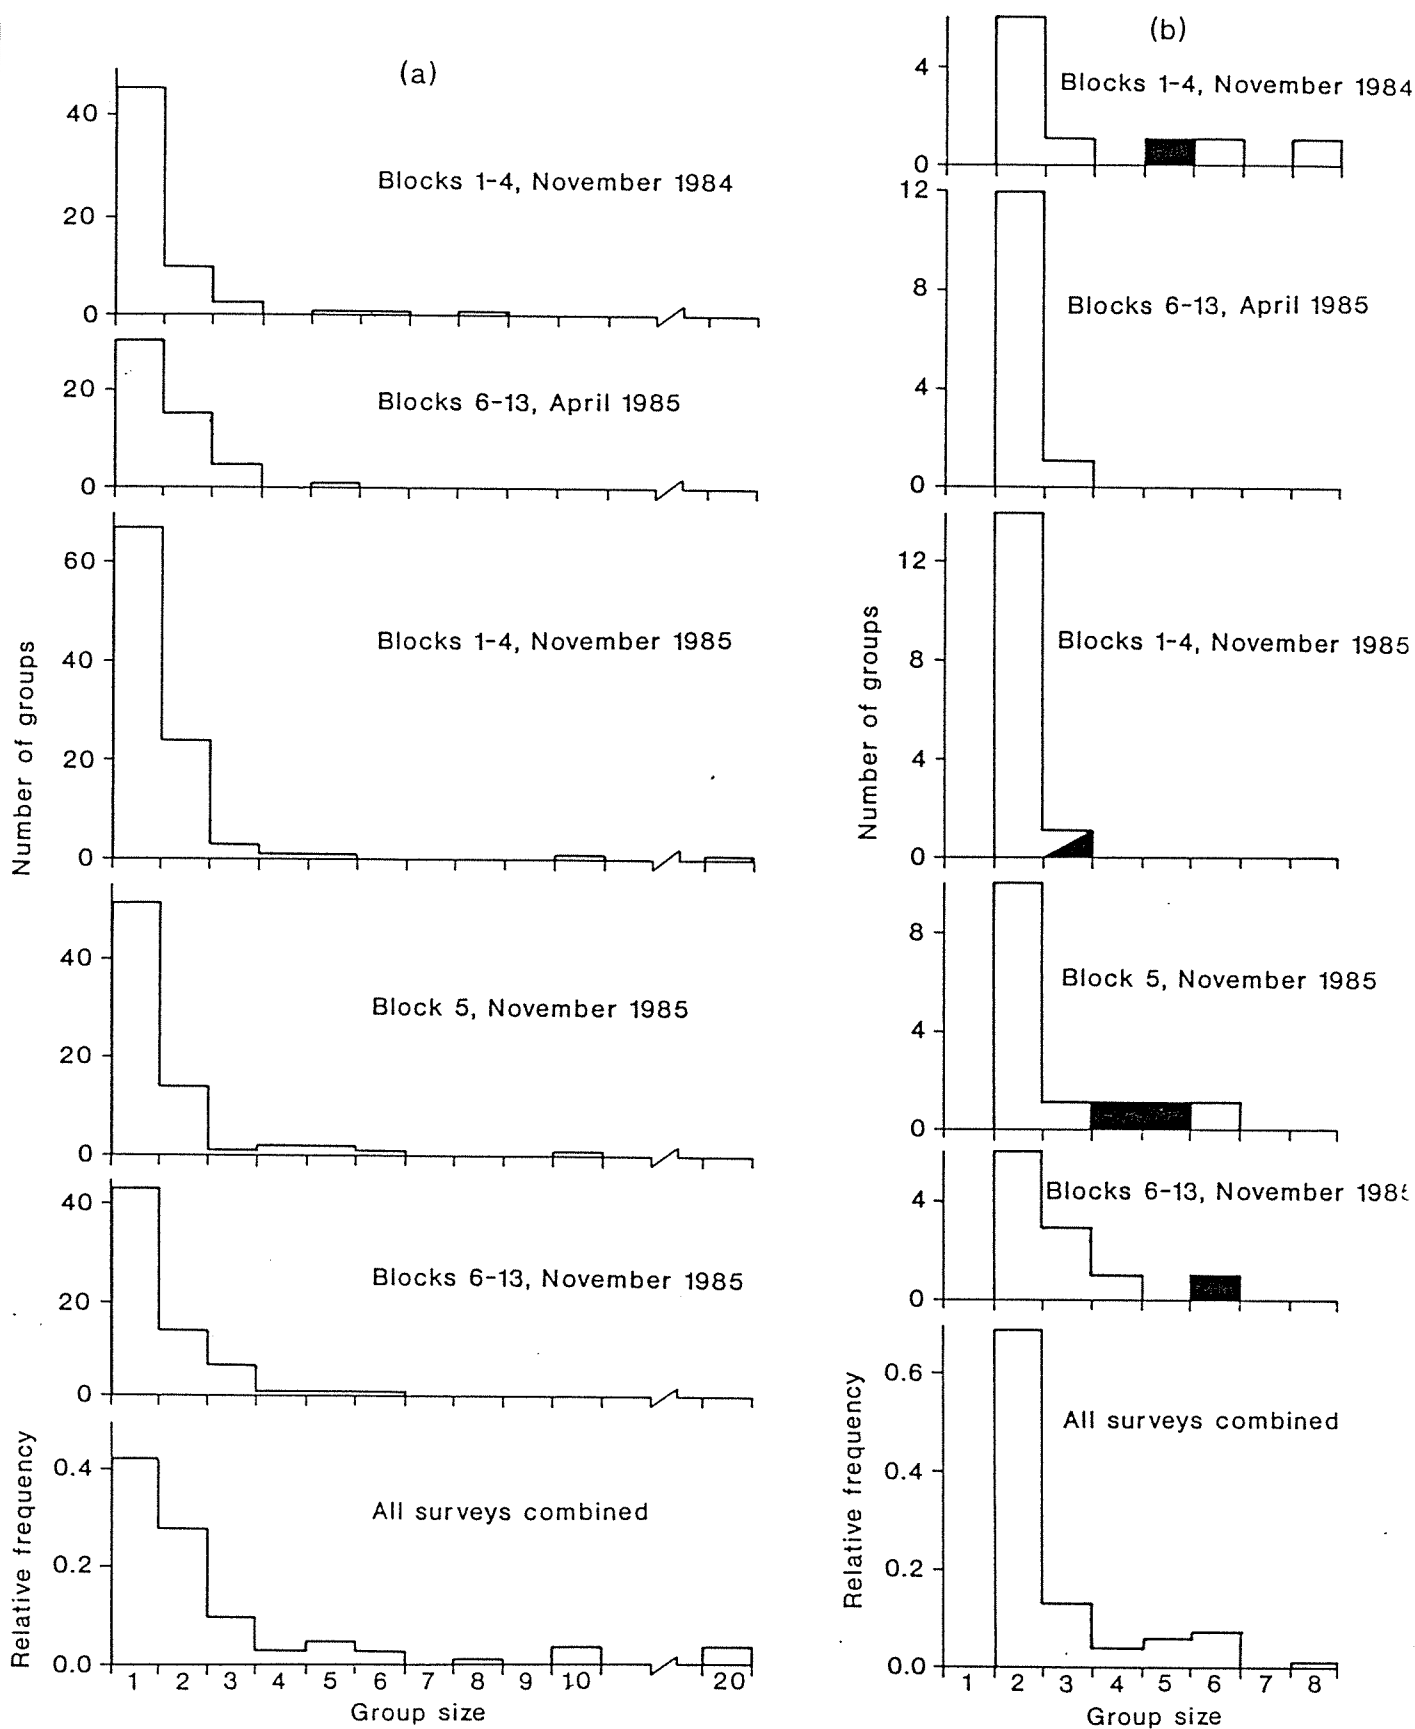 (a)
40
20
0
Blocks 1-4, November 1984
20
0
Blocks 6-13, April 1985
60
40
20
0
Blocks 1-4, November 1985
Number of groups
40
20
0
Block 5, November 1985
40
20
0
Blocks 6-13, November 1985
0.4
0.2
0.0
All surveys combined
Relative frequency
1 2 3 4 5 6 7 8 9 10 20
Group size
(b)
4
0
Blocks 1-4, November 1984
12
8
4
0
Blocks 6-13, April 1985
12
8
4
0
Blocks 1-4, November 1985
Number of groups
8
4
0
Block 5, November 1985
4
0
Blocks 6-13, November 198
0.6
0.4
0.2
0.0
All surveys combined
Relative frequency
1 2 3 4 5 6 7 8
Group size